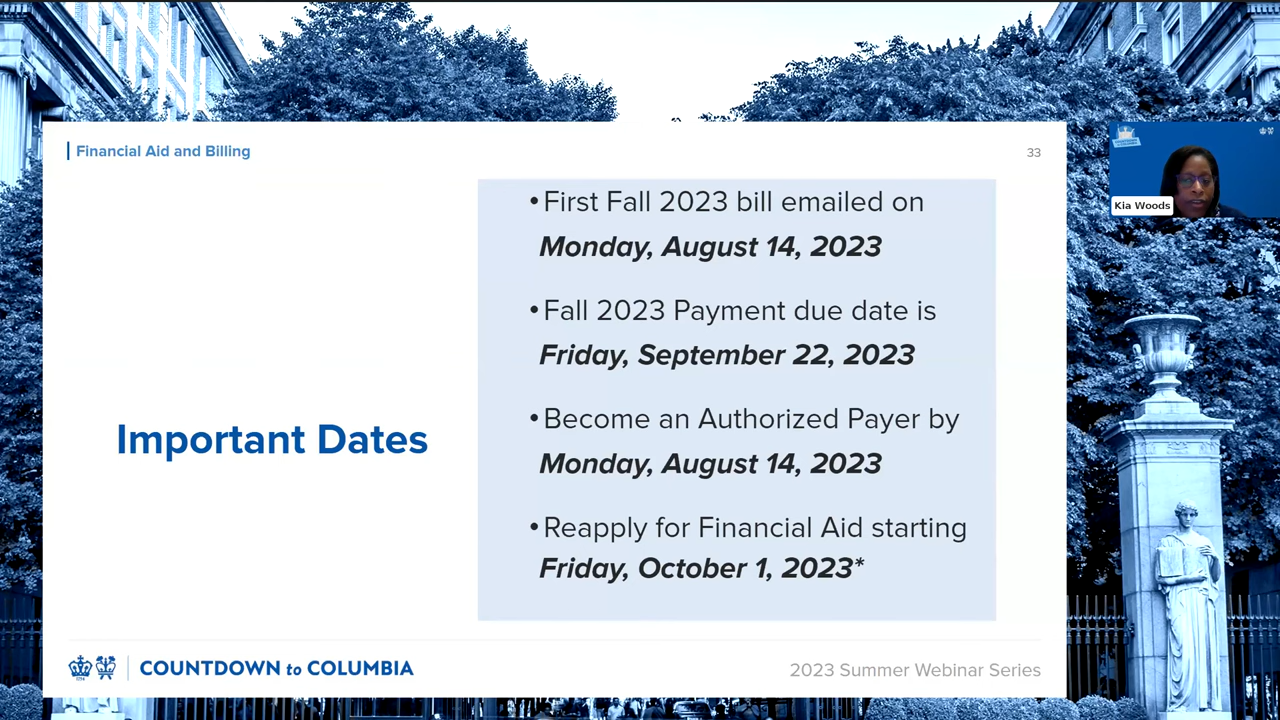 Financial Aid and Billing
33
• First Fall 2023 bill emailed on
Monday, August 14, 2023
• Fall 2023 Payment due date is
Friday, September 22, 2023
• Become an Authorized Payer by
Monday, August 14, 2023
• Reapply for Financial Aid starting
Friday, October 1, 2023*
Important Dates
COUNTDOWN to COLUMBIA
2023 Summer Webinar Series
Kia Woods